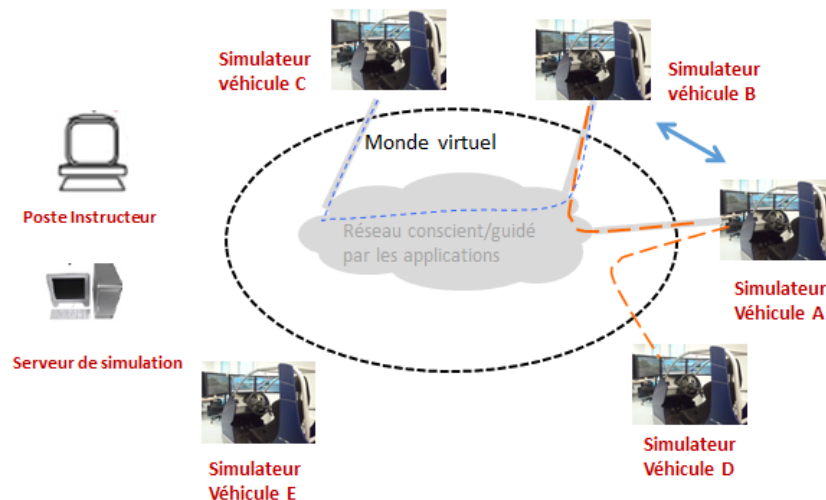 Simulateur
véhicule C
Simulateur
véhicule B
Monde virtuel
Poste Instructeur
Réseau conscient/guidé
par les applications
Simulateur
Véhicule A
Serveur de simulation
Simulateur
Véhicule D
Simulateur
Véhicule E